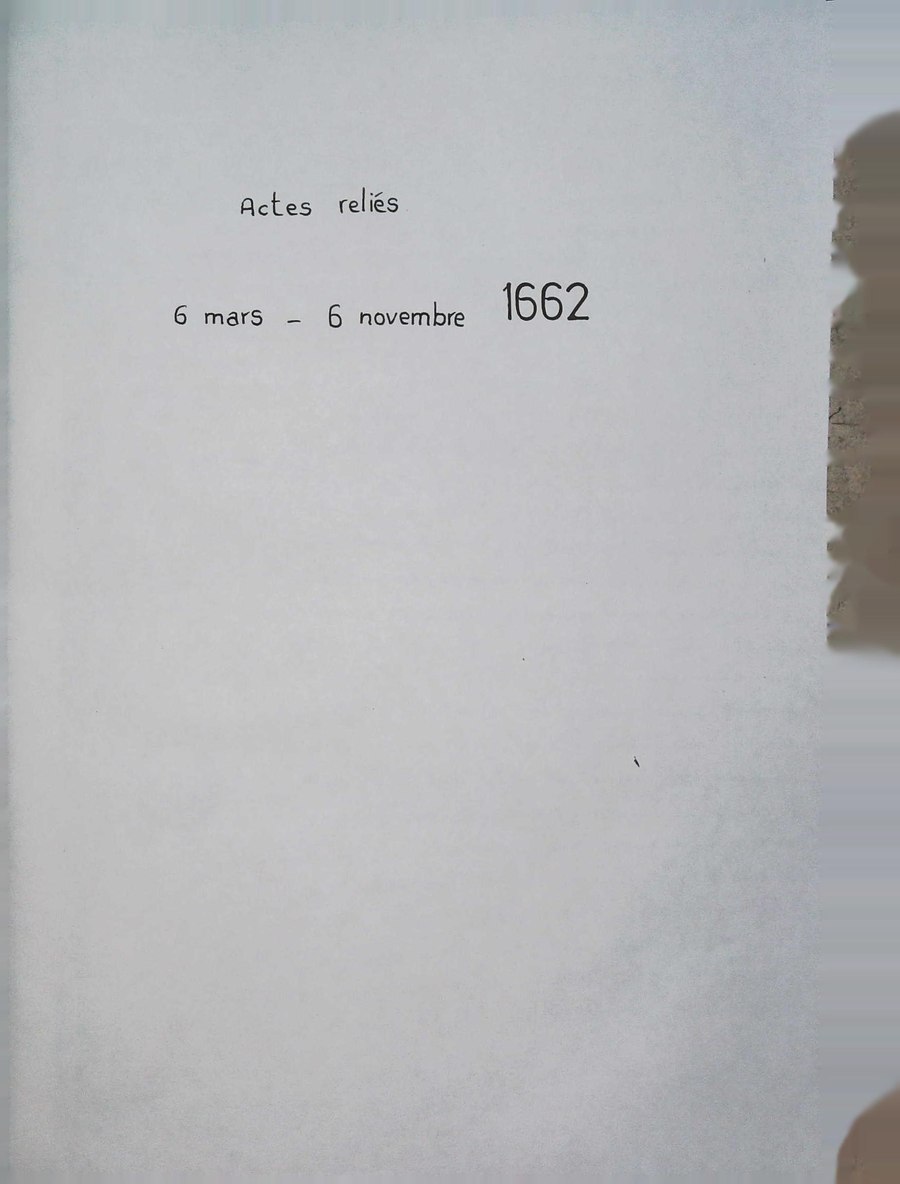 Actes reliés
6 mars – 6 novembre 1662